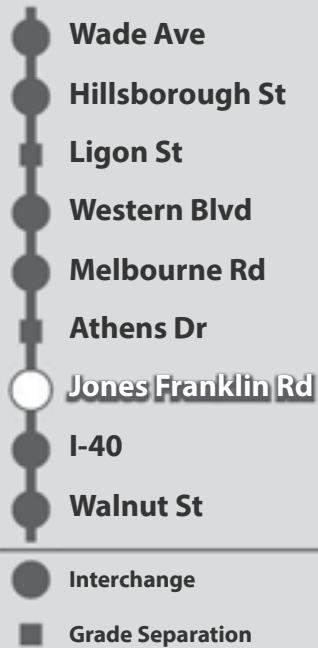 Wade Ave
Hillsborough St
Ligon St
Western Blvd
Melbourne Rd
Athens Dr
Jones Franklin Rd
I-40
Walnut St
Interchange
Grade Separation